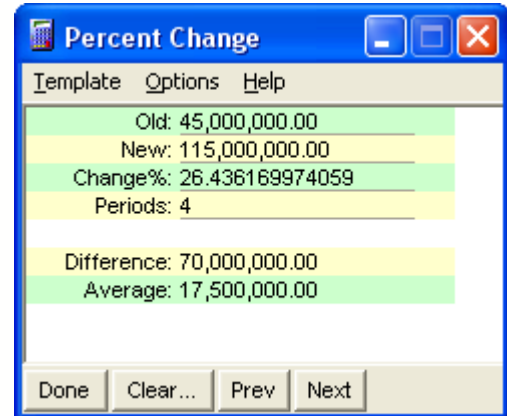 Percent Change
Template Options Help
Old: 45,000,000.00
New: 115,000,000.00
Change%: 26.436169974059
Periods: 4
Difference: 70,000,000.00
Average: 17,500,000.00
Done Clear... Prev Next